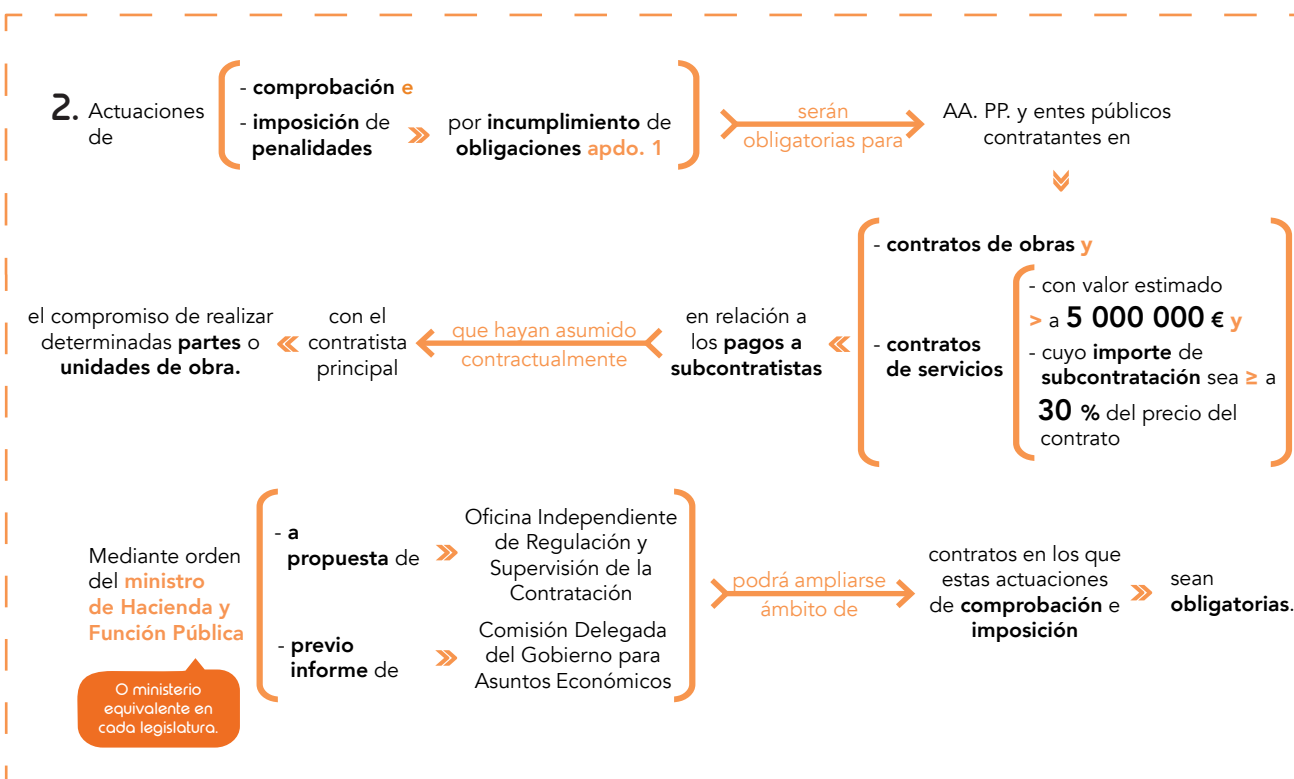 2. Actuaciones
de
- comprobación e
- imposición de
penalidades
por incumplimiento de
obligaciones apdo. 1
serán
obligatorias para
AA. PP. y entes públicos
contratantes en
- contratos de obras y
- contratos
de servicios
- con valor estimado
> a 5 000 000 € y
- cuyo importe de
subcontratación sea ≥ a
30 % del precio del
contrato
en relación a
los pagos a
subcontratistas
que hayan asumido
contractualmente
con el
contratista
principal
el compromiso de realizar
determinadas partes o
unidades de obra.
Mediante orden
del ministro
de Hacienda y
Función Pública
O ministerio
equivalente en
cada legislatura.
- a
propuesta de
Oficina Independiente
de Regulación y
Supervisión de la
Contratación
- previo
informe de
Comisión Delegada
del Gobierno para
Asuntos Económicos
podrá ampliarse
ámbito de
contratos en los que
estas actuaciones
de comprobación e
imposición
sean
obligatorias.